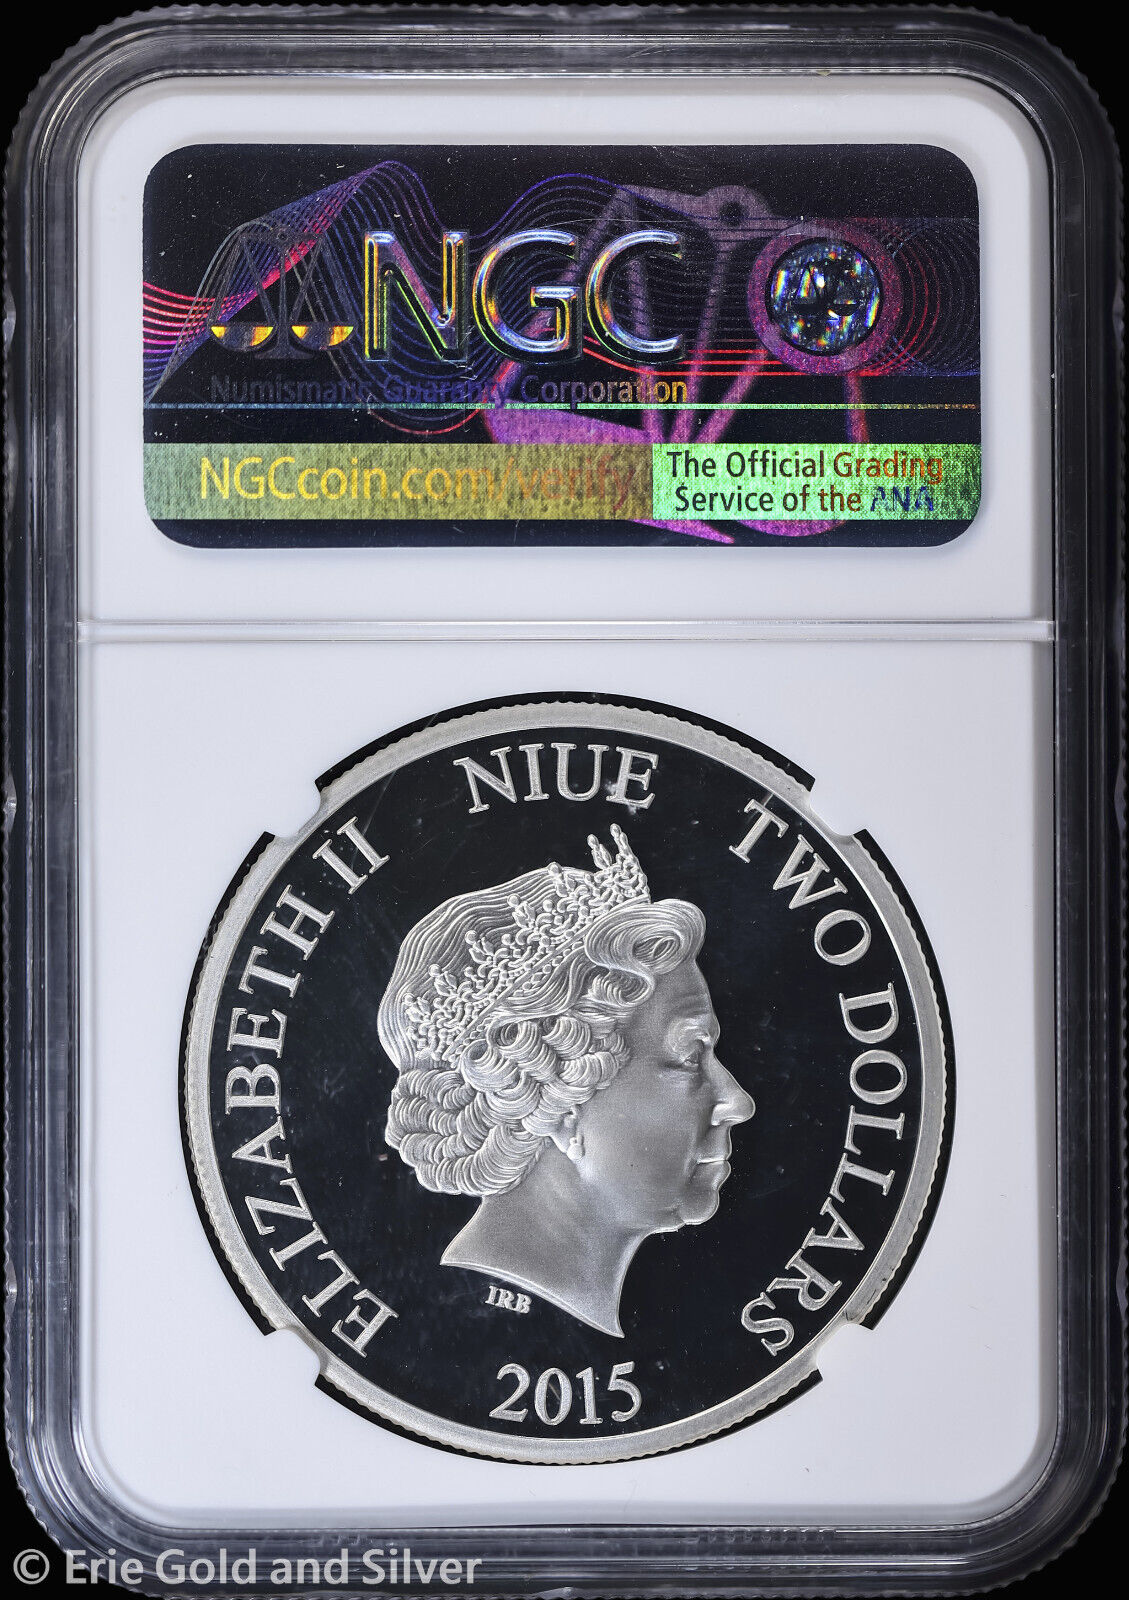 NGC
Numismatic Guaranty Corporation
NGCcoin.com/verify
The Official Grading
Service of the ANA
ELIZABETH II NIUE TWO DOLLARS
IRB
2015
© Erie Gold and Silver